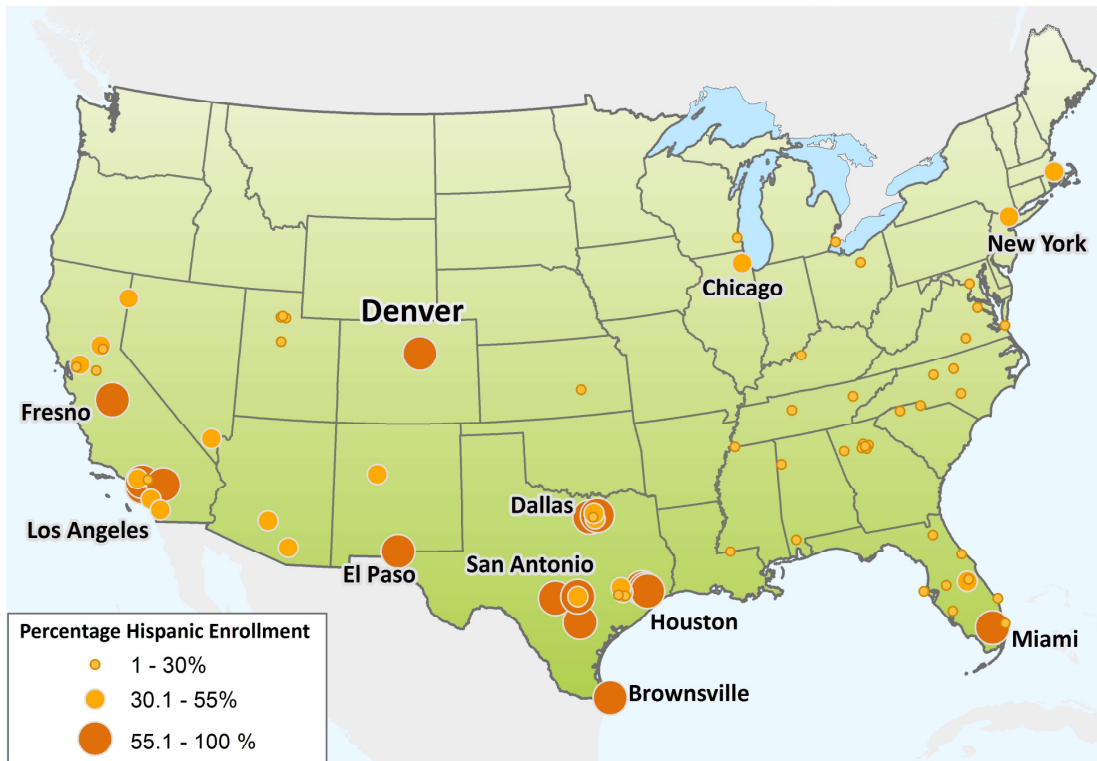 New York
Chicago
Denver
Fresno
Dallas
Los Angeles
San Antonio
El Paso
Houston
Miami
Brownsville
Percentage Hispanic Enrollment
1 - 30%
30.1 - 55%
55.1 - 100 %